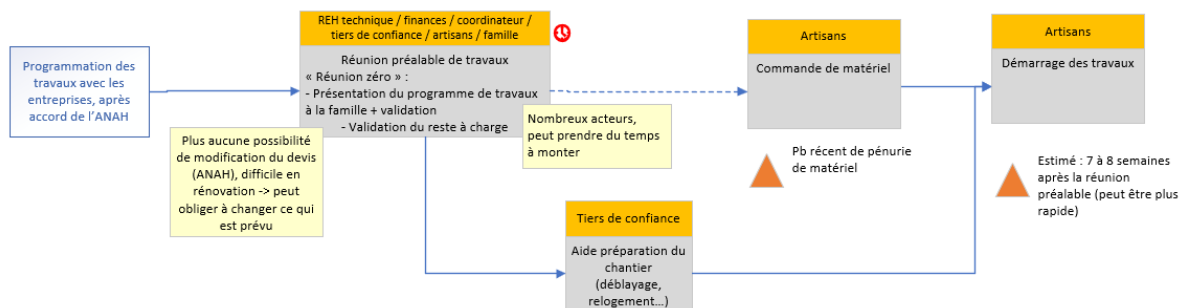 Programmation des
travaux avec les
entreprises, après
accord de l'ANAH
REH technique / finances / coordinateur /
tiers de confiance / artisans / famille
Réunion préalable de travaux
« Réunion zéro » :
- Présentation du programme de travaux
à la famille + validation
- Validation du reste à charge
Plus aucune possibilité
de modification du devis
(ANAH), difficile en
rénovation -> peut
obliger à changer ce qui
est prévu
Nombreux acteurs,
peut prendre du temps
à monter
Artisans
Commande de matériel
Pb récent de pénurie
de matériel
Artisans
Démarrage des travaux
Estimé : 7 à 8 semaines
après la réunion
préalable (peut être plus
rapide)
Tiers de confiance
Aide préparation du
chantier
(déblayage,
relogement...)